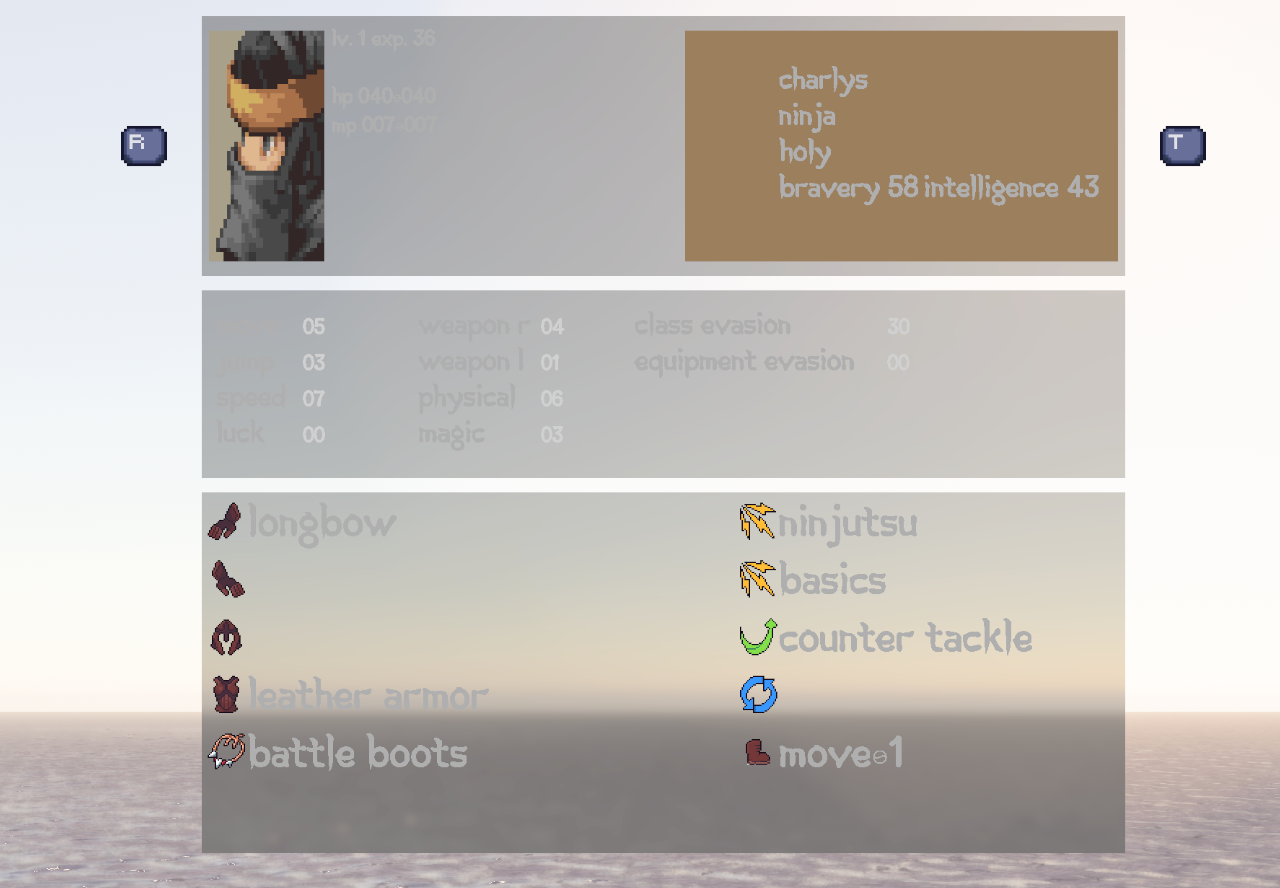 lv. 1 exp. 36
hp 040/040
mp 007/007
R
charlys
ninja
holy
bravery 58 intelligence 43
T
05 weapon r 04 class evasion 30
jump 03 weapon l 01 equipment evasion 00
speed 07 physical 06
luck 00 magic 03
longbow ninjutsu
basics
counter tackle
leather armor
battle boots move 1